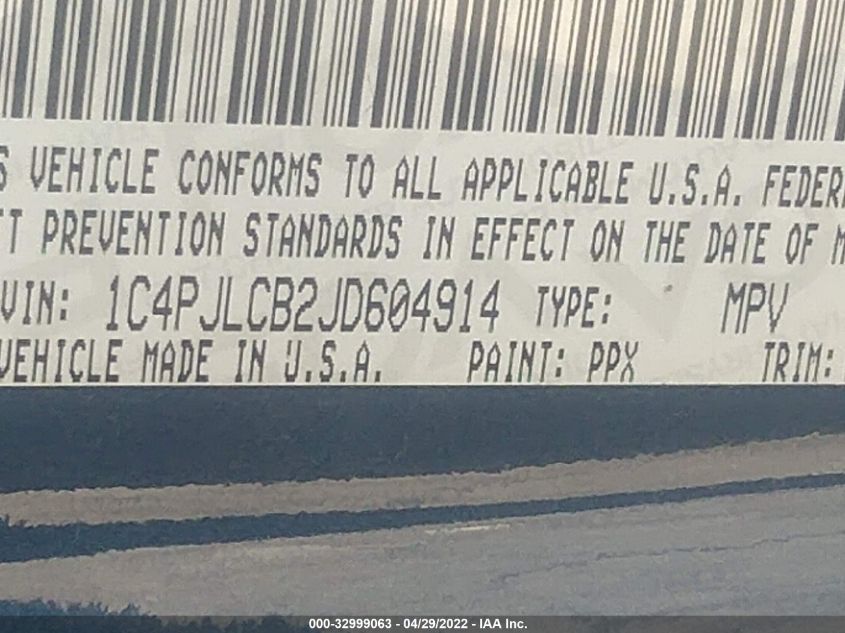 VEHICLE CONFORMS TO ALL APPLICABLE U.S.A.
PREVENTION STANDARDS IN EFFECT ON THE DATE OF
VIN: 1C4PJLCB2JD604914 TYPE: MPV
VEHICLE MADE IN U.S.A. PAINT: PPX TRIM:
000-32999063 - 04/29/2022 - IAA Inc.